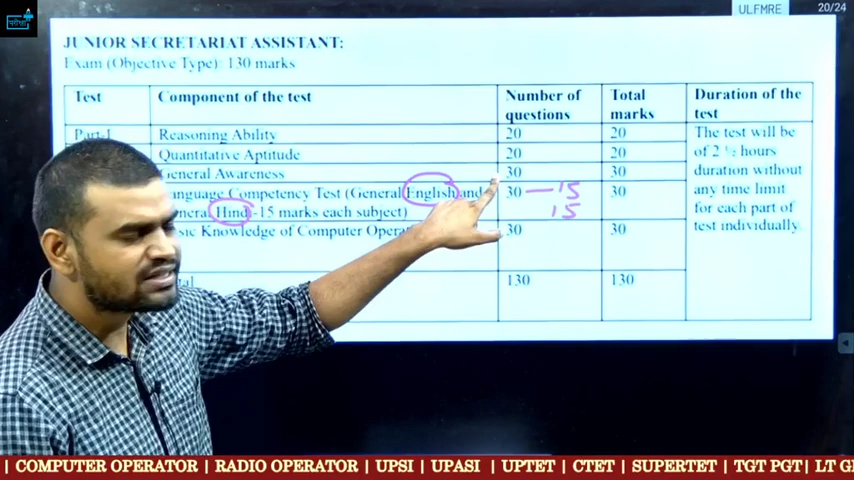 ULFMRE
20/24
परीक्षा
JUNIOR SECRETARIAT ASSISTANT:
Exam (Objective Type): 130 marks
Test Component of the test Number of questions Total marks Duration of the test
Part-1 Reasoning Ability 20 20 The test will be
Quantitative Aptitude 20 20 of 2 ½ hours
General Awareness 30 30 duration without
Language Competency Test (General English and 30 — 15 30 any time limit
General Hindi -15 marks each subject) 15 for each part of
Knowledge of Computer 30 30 test individually.
130 130
| COMPUTER OPERATOR | RADIO OPERATOR | UPSI | UPASI | UPTET | CTET | SUPERTET | TGT PGT| LT